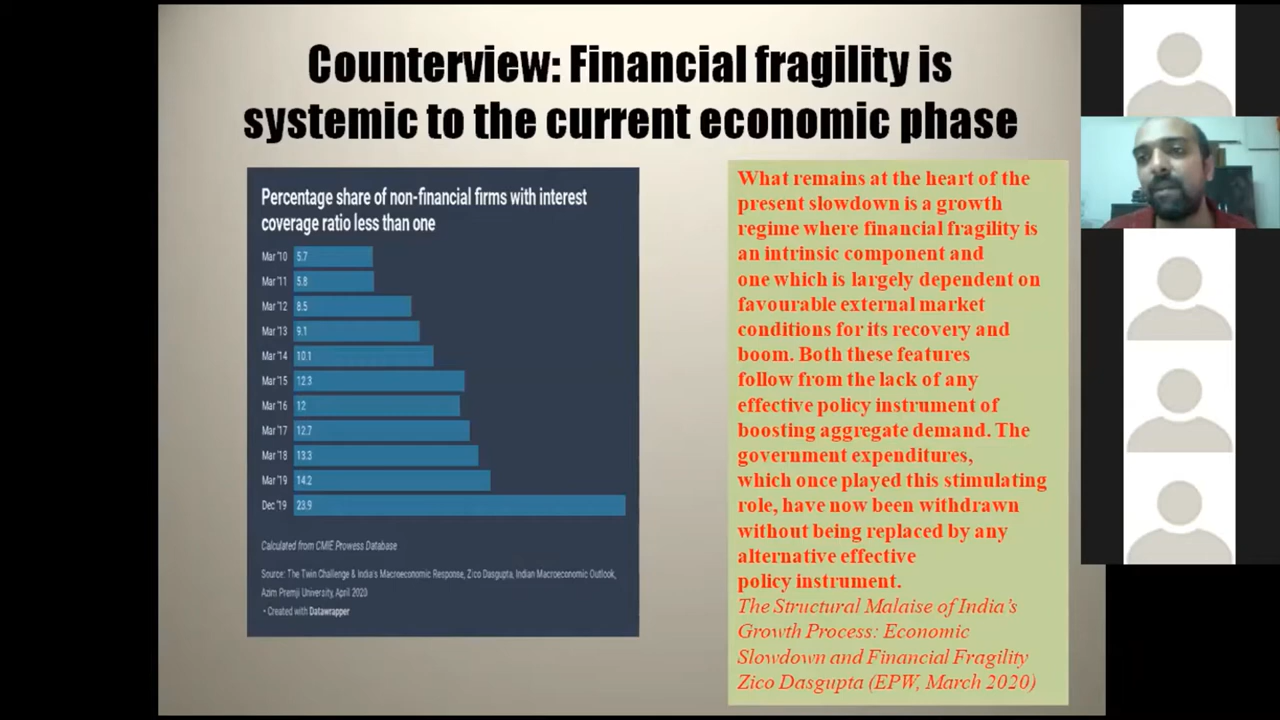 Counterview: Financial fragility is
systemic to the current economic phase
Percentage share of non-financial firms with interest
coverage ratio less than one
Mar '10 5.7
Mar '11 5.8
Mar '12 8.5
Mar '13 9.1
Mar '14 10.1
Mar '15 12.3
Mar '16 12
Mar '17 12.7
Mar '18 13.3
Mar '19 14.2
Dec '19 23.9
Calculated from CMIE Prowess Database
Source: The Twin Challenge & India's Macroeconomic Response, Zico Dasgupta, Indian Macroeconomic Outlook,
Azim Premji University, April 2020
• Created with Datawrapper
What remains at the heart of the
present slowdown is a growth
regime where financial fragility is
an intrinsic component and
one which is largely dependent on
favourable external market
conditions for its recovery and
boom. Both these features
follow from the lack of any
effective policy instrument of
boosting aggregate demand. The
government expenditures,
which once played this stimulating
role, have now been withdrawn
without being replaced by any
alternative effective
policy instrument.
The Structural Malaise of India's
Growth Process: Economic
Slowdown and Financial Fragility
Zico Dasgupta (EPW, March 2020)